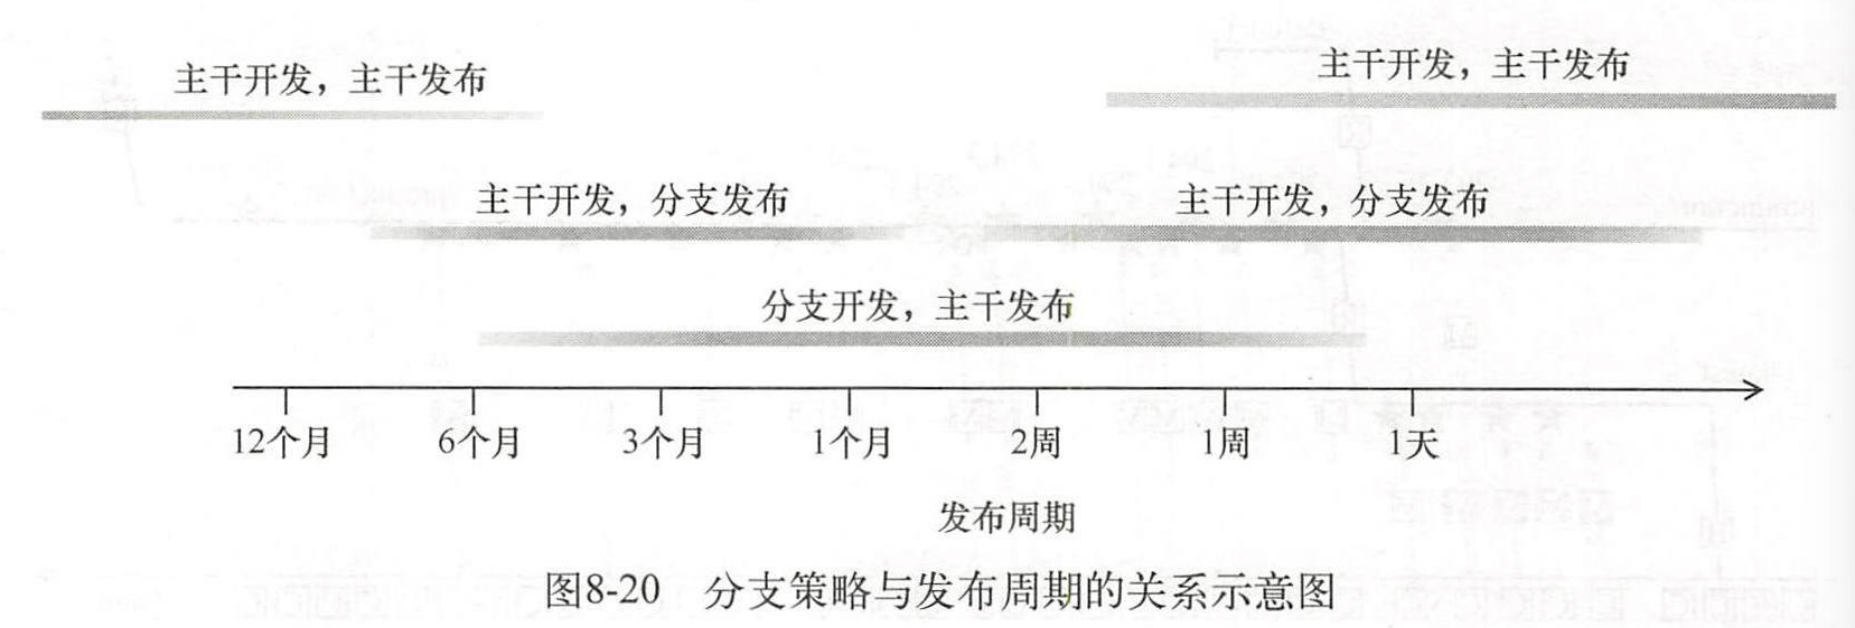 主干开发，主干发布
主干开发，主干发布
主干开发，分支发布
主干开发，分支发布
分支开发，主干发布
12个月 6个月 3个月 1个月 2周 1周 1天
发布周期
图8-20 分支策略与发布周期的关系示意图